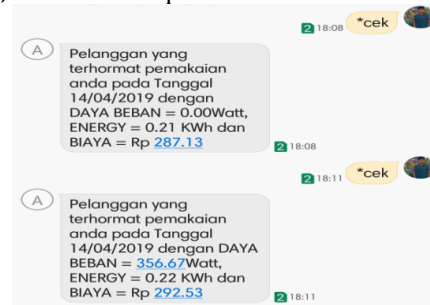 2 18:08 *cek
A
Pelanggan yang
terhormat pemakaian
anda pada Tanggal
14/04/2019 dengan
DAYA BEBAN = 0.00Watt,
ENERGY = 0.21 KWh dan
BIAYA = Rp 287.13
2 18:08
2 18:11 *cek
A
Pelanggan yang
terhormat pemakaian
anda pada Tanggal
14/04/2019 dengan DAYA
BEBAN = 356.67Watt,
ENERGY = 0.22 KWh dan
BIAYA = Rp 292.53
2 18:11